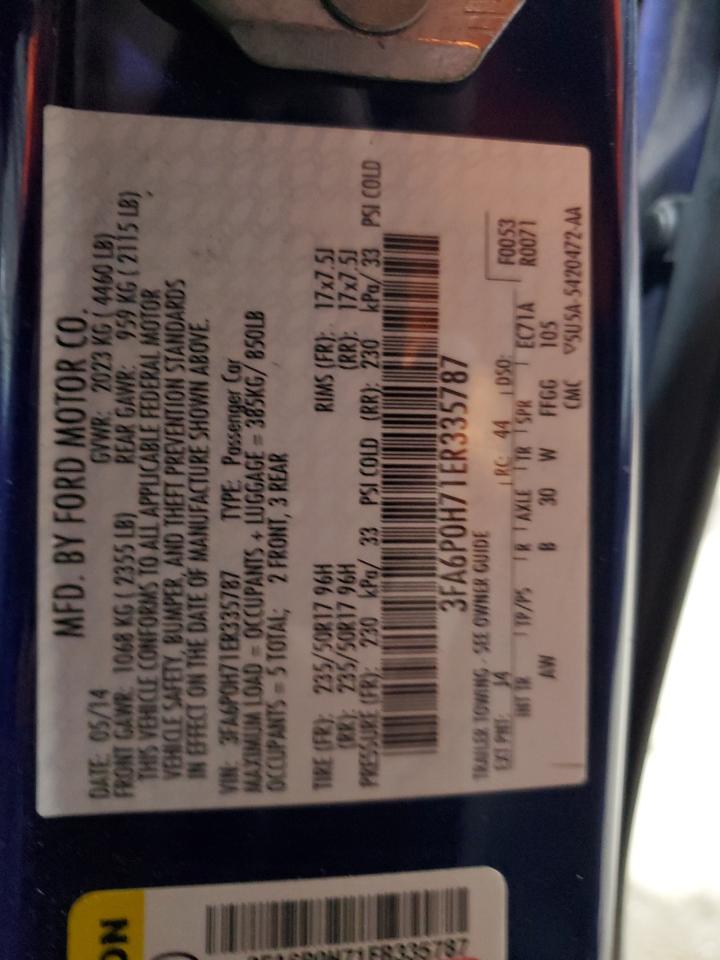 MFD. BY FORD MOTOR CO.
DATE: 05/14 GVWR: 2023 KG ( 4460 LB)
FRONT GAWR: 1068 KG ( 2355 LB) REAR GAWR: 959 KG ( 2115 LB)
THIS VEHICLE CONFORMS TO ALL APPLICABLE FEDERAL MOTOR
VEHICLE SAFETY, BUMPER, AND THEFT PREVENTION STANDARDS
IN EFFECT ON THE DATE OF MANUFACTURE SHOWN ABOVE.
VIN: 3FA6P0H71ER335787 TYPE: Passenger Car
MAXIMUM LOAD = OCCUPANTS + LUGGAGE = 385KG/ 850LB
OCCUPANTS = 5 TOTAL; 2 FRONT, 3 REAR
TIRE (FR): 235/50R17 96H RIMS (FR): 17x7.5J
(RR): 235/50R17 96H (RR): 17x7.5J
PRESSURE (FR): 230 kPa/ 33 PSI COLD (RR): 230 kPa/ 33 PSI COLD
3FA6P0H71ER335787
TRAILER TOWING - SEE OWNER GUIDE
EXT PNT: J4 RC: 44 DSO: F0053
R0071
INT TR TP/PS R AXLE TR SPR EC71A
AW B 30 W FFGG 105
CMC 5U5A-5420472-AA
ON
3FA6P0H71ER335787